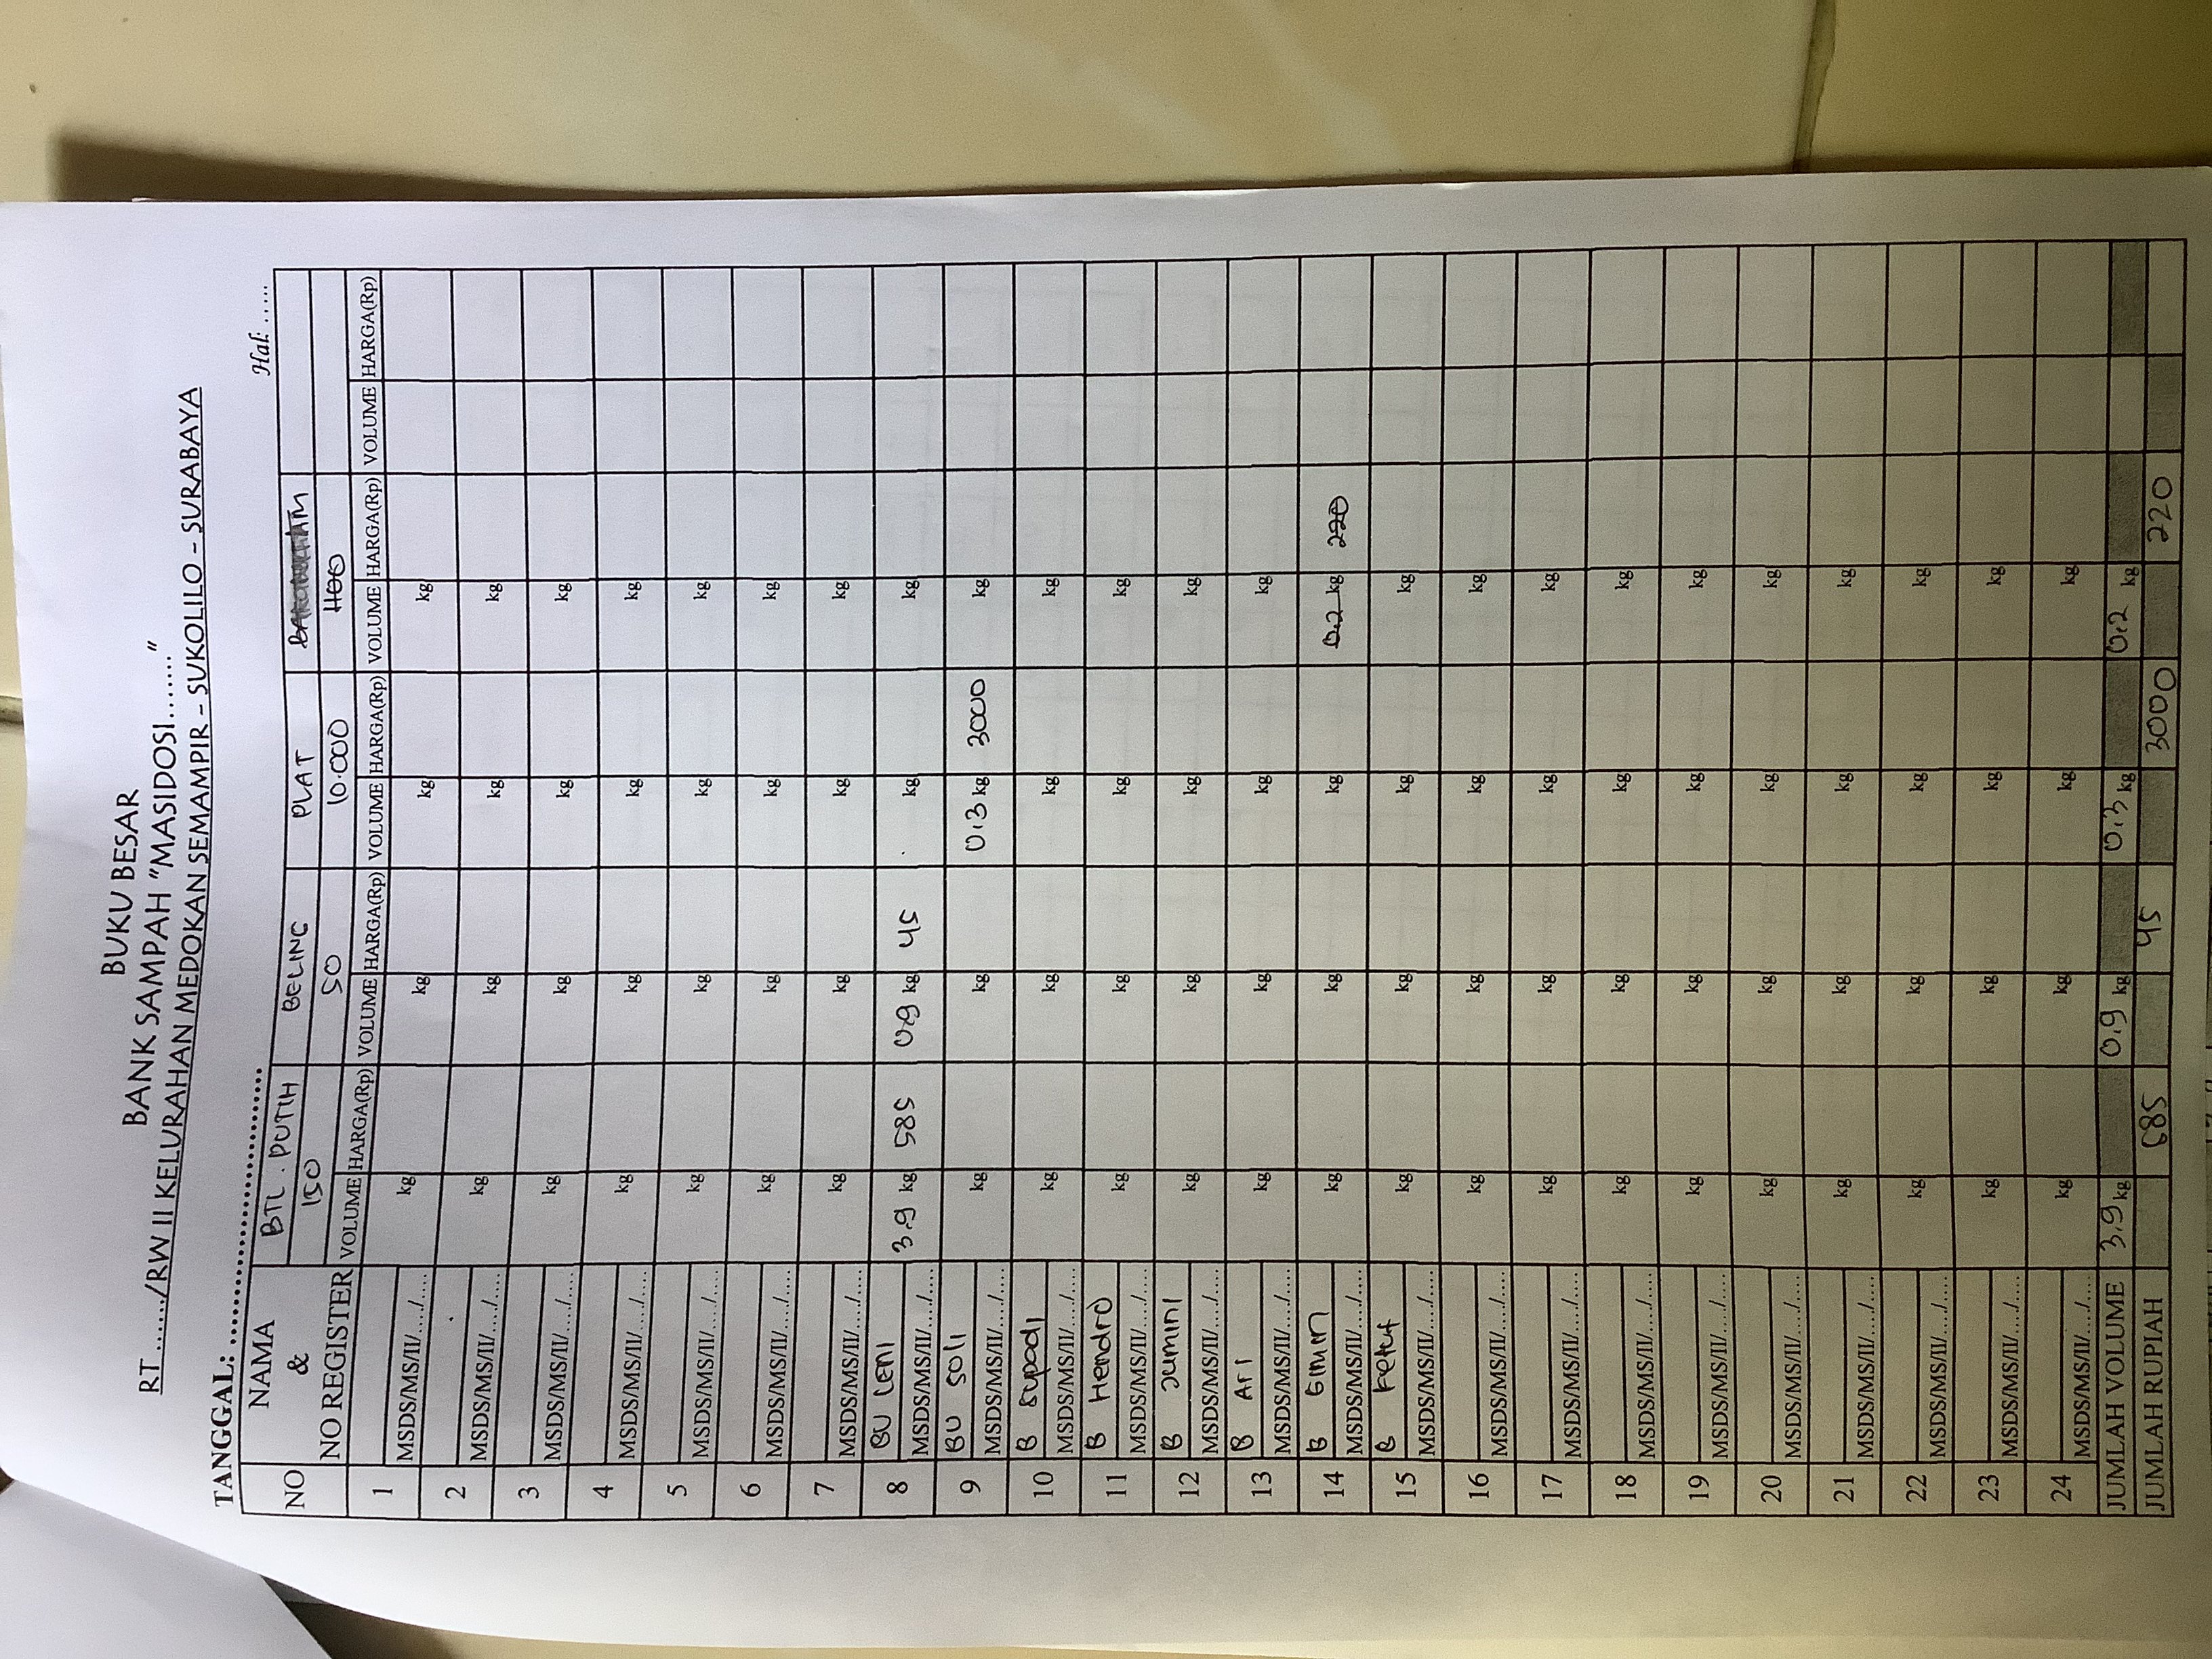 BUKU BESAR
BANK SAMPAH "MASIDOSI......."
RT ....../RW II KELURAHAN MEDOKAN SEMAMPIR - SUKOLILO - SURABAYA
TANGGAL: ............................
Hal: .....
NO NAMA & NO REGISTER BTL. PUTIH BELING PLAT
150 50 10.000
VOLUME HARGA(Rp) VOLUME HARGA(Rp) VOLUME HARGA(Rp) VOLUME HARGA(Rp) VOLUME HARGA(Rp)
1 kg kg kg kg
MSDS/MS/II/..../....
2 kg kg kg kg
MSDS/MS/II/..../....
3 kg kg kg kg
MSDS/MS/II/..../....
4 kg kg kg kg
MSDS/MS/II/..../....
5 kg kg kg kg
MSDS/MS/II/..../....
6 kg kg kg kg
MSDS/MS/II/..../....
7 kg kg kg kg
MSDS/MS/II/..../....
8 BU LENI 3.9 kg 585 0.9 kg 45 kg kg
MSDS/MS/II/..../....
9 BU SOLI kg kg 0.3 kg 3000 kg
MSDS/MS/II/..../....
10 B Supadi kg kg kg kg
MSDS/MS/II/..../....
11 B Hendro kg kg kg kg
MSDS/MS/II/..../....
12 B Jumini kg kg kg kg
MSDS/MS/II/..../....
13 B Ari kg kg kg kg
MSDS/MS/II/..../....
14 B kg kg kg 0.2 kg 220
MSDS/MS/II/..../....
15 B kg kg kg kg
MSDS/MS/II/..../....
16 kg kg kg kg
MSDS/MS/II/..../....
17 kg kg kg kg
MSDS/MS/II/..../....
18 kg kg kg kg
MSDS/MS/II/..../....
19 kg kg kg kg
MSDS/MS/II/..../....
20 kg kg kg kg
MSDS/MS/II/..../....
21 kg kg kg kg
MSDS/MS/II/..../....
22 kg kg kg kg
MSDS/MS/II/..../....
23 kg kg kg kg
MSDS/MS/II/..../....
24 kg kg kg kg
MSDS/MS/II/..../....
JUMLAH VOLUME 3.9 kg 0.9 kg 0.3 kg 0.2 kg
JUMLAH RUPIAH 585 45 3000 220